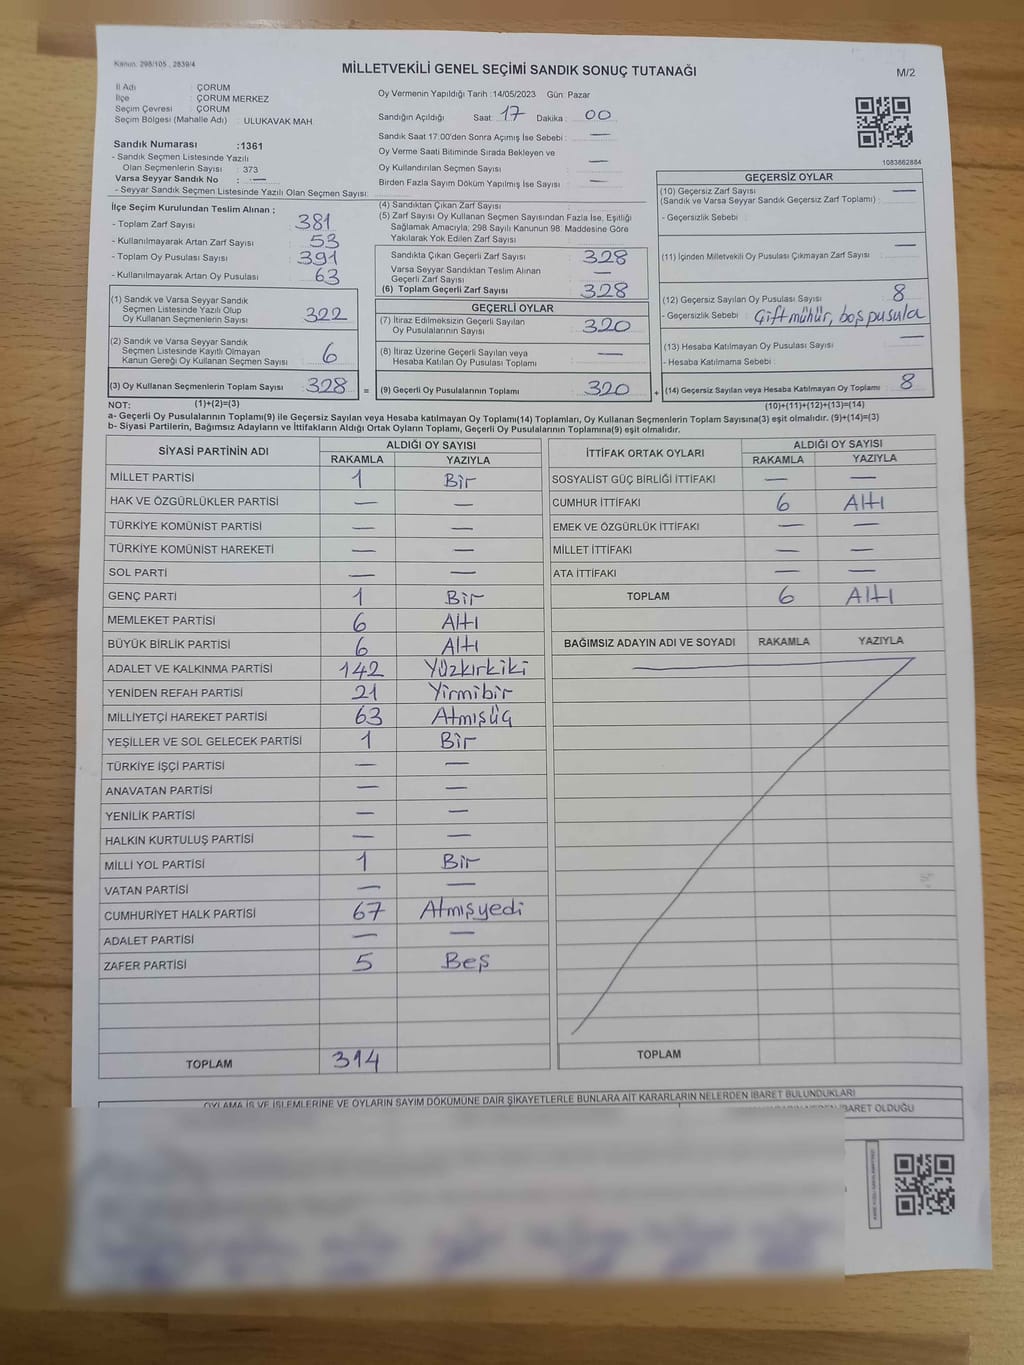 Kanun: 298/105 , 2839/4
MİLLETVEKİLİ GENEL SEÇİMİ SANDIK SONUÇ TUTANAĞI
M/2
İl Adı : ÇORUM
İlçe : ÇORUM MERKEZ
Seçim Çevresi : ÇORUM
Seçim Bölgesi (Mahalle Adı) : ULUKAVAK MAH.
Sandık Numarası :1361
- Sandık Seçmen Listesinde Yazılı
Olan Seçmenlerin Sayısı : 373
Varsa Seyyar Sandık No : —
- Seyyar Sandık Seçmen Listesinde Yazılı Olan Seçmen Sayısı:
Oy Vermenin Yapıldığı Tarih :14/05/2023 Gün: Pazar
Sandığın Açıldığı Saat: 17 Dakika : 00
Sandık Saat 17.00'den Sonra Açımış İse Sebebi : —
Oy Verme Saati Bitiminde Sırada Bekleyen ve
Oy Kullandırılan Seçmen Sayısı —
Birden Fazla Sayım Döküm Yapılmış İse Sayısı : —
1083862884
İlçe Seçim Kurulundan Teslim Alınan ;
- Toplam Zarf Sayısı 381
- Kullanılmayarak Artan Zarf Sayısı 53
- Toplam Oy Pusulası Sayısı 391
- Kullanılmayarak Artan Oy Pusulası 63
(1) Sandık ve Varsa Seyyar Sandık
Seçmen Listesinde Yazılı Olup
Oy Kullanan Seçmenlerin Sayısı 322
(2) Sandık ve Varsa Seyyar Sandık
Seçmen Listesinde Kayıtlı Olmayan
Kanun Gereği Oy Kullanan Seçmen Sayısı 6
(3) Oy Kullanan Seçmenlerin Toplam Sayısı 328 =
(4) Sandıktan Çıkan Zarf Sayısı
(5) Zarf Sayısı Oy Kullanan Seçmen Sayısından Fazla İse, Eşitliği
Sağlamak Amacıyla; 298 Sayılı Kanunun 98. Maddesine Göre
Yakılarak Yok Edilen Zarf Sayısı
Sandıkta Çıkan Geçerli Zarf Sayısı 328
Varsa Seyyar Sandıktan Teslim Alınan
Geçerli Zarf Sayısı —
(6) Toplam Geçerli Zarf Sayısı 328
GEÇERLİ OYLAR
(7) İtiraz Edilmeksizin Geçerli Sayılan
Oy Pusulalarının Sayısı 320
(8) İtiraz Üzerine Geçerli Sayılan veya
Hesaba Katılan Oy Pusulası Toplamı —
(9) Geçerli Oy Pusulalarının Toplamı 320 +
GEÇERSİZ OYLAR
(10) Geçersiz Zarf Sayısı —
(Sandık ve Varsa Seyyar Sandık Geçersiz Zarf Toplamı) :
- Geçersizlik Sebebi :
—
(11) İçinden Milletvekili Oy Pusulası Çıkmayan Zarf Sayısı
(12) Geçersiz Sayılan Oy Pusulası Sayısı 8
- Geçersizlik Sebebi : Çift mühür, boş pusula
(13) Hesaba Katılmayan Oy Pusulası Sayısı —
- Hesaba Katılmama Sebebi :
(14) Geçersiz Sayılan veya Hesaba Katılmayan Oy Toplamı 8
NOT: (1)+(2)=(3) (10)+(11)+(12)+(13)=(14)
a- Geçerli Oy Pusulalarının Toplamı(9) ile Geçersiz Sayılan veya Hesaba katılmayan Oy Toplamı(14) Toplamları, Oy Kullanan Seçmenlerin Toplam Sayısına(3) eşit olmalıdır. (9)+(14)=(3)
b- Siyasi Partilerin, Bağımsız Adayların ve İttifakların Aldığı Ortak Oyların Toplamı, Geçerli Oy Pusulalarının Toplamına(9) eşit olmalıdır.
SİYASİ PARTİNİN ADI ALDIĞI OY SAYISI
RAKAMLA YAZIYLA
MİLLET PARTİSİ 1 Bir
HAK VE ÖZGÜRLÜKLER PARTİSİ — —
TÜRKİYE KOMÜNİST PARTİSİ — —
TÜRKİYE KOMÜNİST HAREKETİ — —
SOL PARTİ — —
GENÇ PARTİ 1 Bir
MEMLEKET PARTİSİ 6 Altı
BÜYÜK BİRLİK PARTİSİ 6 Altı
ADALET VE KALKINMA PARTİSİ 142 Yüzkırkiki
YENİDEN REFAH PARTİSİ 21 Yirmibir
MİLLİYETÇİ HAREKET PARTİSİ 63 Atmışüç
YEŞİLLER VE SOL GELECEK PARTİSİ 1 Bir
TÜRKİYE İŞÇİ PARTİSİ — —
ANAVATAN PARTİSİ — —
YENİLİK PARTİSİ — —
HALKIN KURTULUŞ PARTİSİ — —
MİLLİ YOL PARTİSİ 1 Bir
VATAN PARTİSİ — —
CUMHURİYET HALK PARTİSİ 67 Atmışyedi
ADALET PARTİSİ — —
ZAFER PARTİSİ 5 Beş
TOPLAM 314
İTTİFAK ORTAK OYLARI ALDIĞI OY SAYISI
RAKAMLA YAZIYLA
SOSYALİST GÜÇ BİRLİĞİ İTTİFAKI — —
CUMHUR İTTİFAKI 6 Altı
EMEK VE ÖZGÜRLÜK İTTİFAKI — —
MİLLET İTTİFAKI — —
ATA İTTİFAKI — —
TOPLAM 6 Altı
BAĞIMSIZ ADAYIN ADI VE SOYADI RAKAMLA YAZIYLA
TOPLAM
OYLAMA İŞ VE İŞLEMLERİNE VE OYLARIN SAYIM DÖKÜMÜNE DAİR ŞİKAYETLERLE BUNLARA AİT KARARLARIN NELERDEN İBARET BULUNDUKLARI
İBARET OLDUĞU